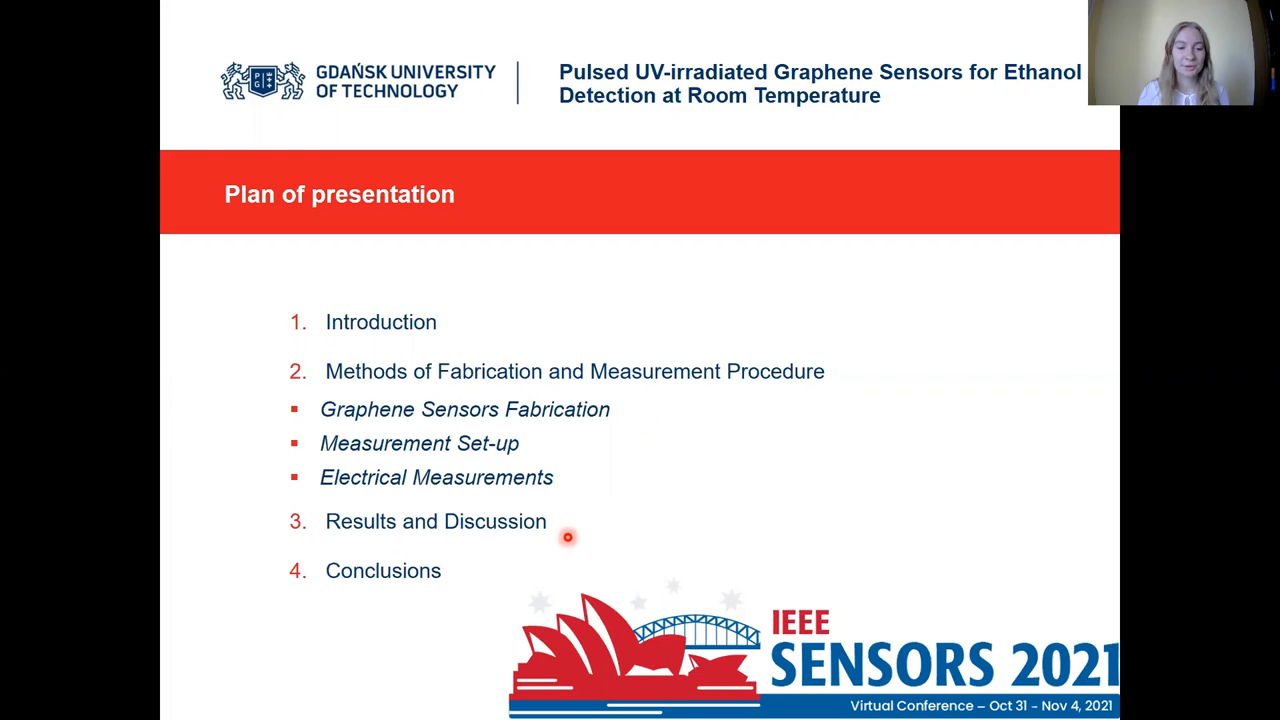 GDAŃSK UNIVERSITY
OF TECHNOLOGY
Pulsed UV-irradiated Graphene Sensors for Ethanol
Detection at Room Temperature
Plan of presentation
1. Introduction
2. Methods of Fabrication and Measurement Procedure
▪ Graphene Sensors Fabrication
▪ Measurement Set-up
▪ Electrical Measurements
3. Results and Discussion
4. Conclusions
IEEE
SENSORS 2021
Virtual Conference – Oct 31 - Nov 4, 2021